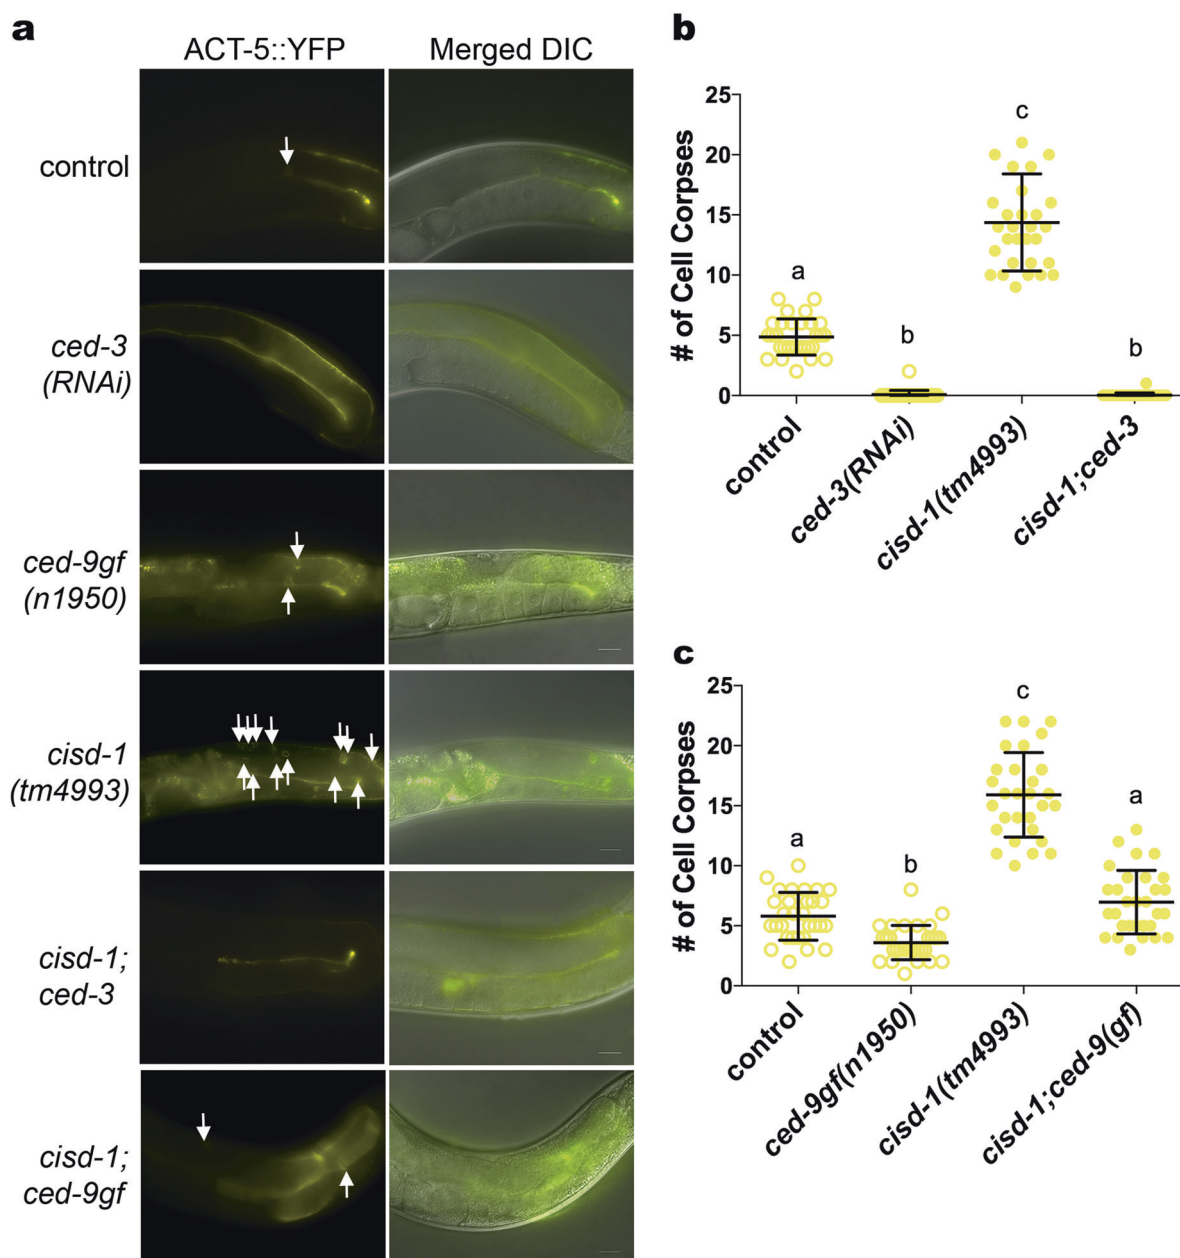 a
ACT-5::YFP Merged DIC
control
ced-3
(RNAi)
ced-9gf
(n1950)
cisd-1
(tm4993)
cisd-1;
ced-3
cisd-1;
ced-9gf
b
# of Cell Corpses
25
20
15
10
5
0
a
b
c
b
control
ced-3(RNAi)
cisd-1(tm4993)
cisd-1;ced-3
c
# of Cell Corpses
25
20
15
10
5
0
a
b
c
a
control
ced-9gf(n1950)
cisd-1(tm4993)
cisd-1;ced-9(gf)